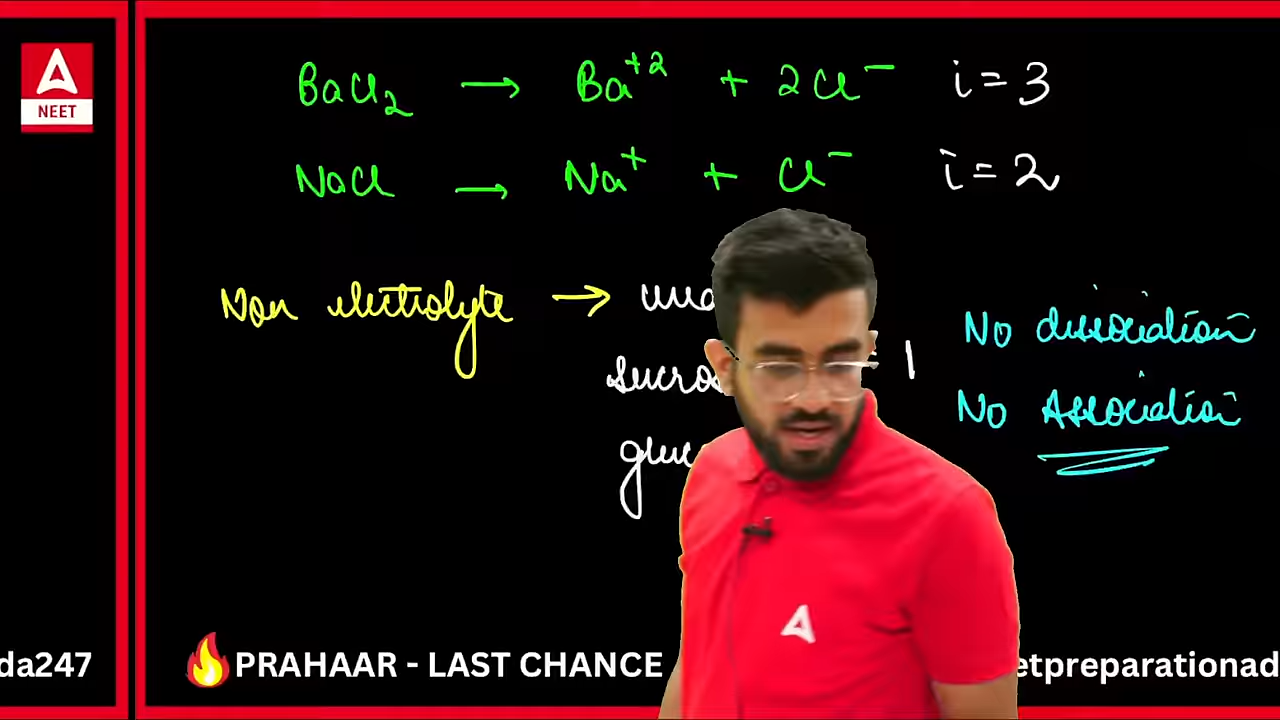 NEET
BaCl2 → Ba+2 + 2Cl− i = 3
NaCl → Na+ + Cl− i = 2
Non electrolyte →
No dissociation
No Association
da247
PRAHAAR - LAST CHANCE
etpreparationad